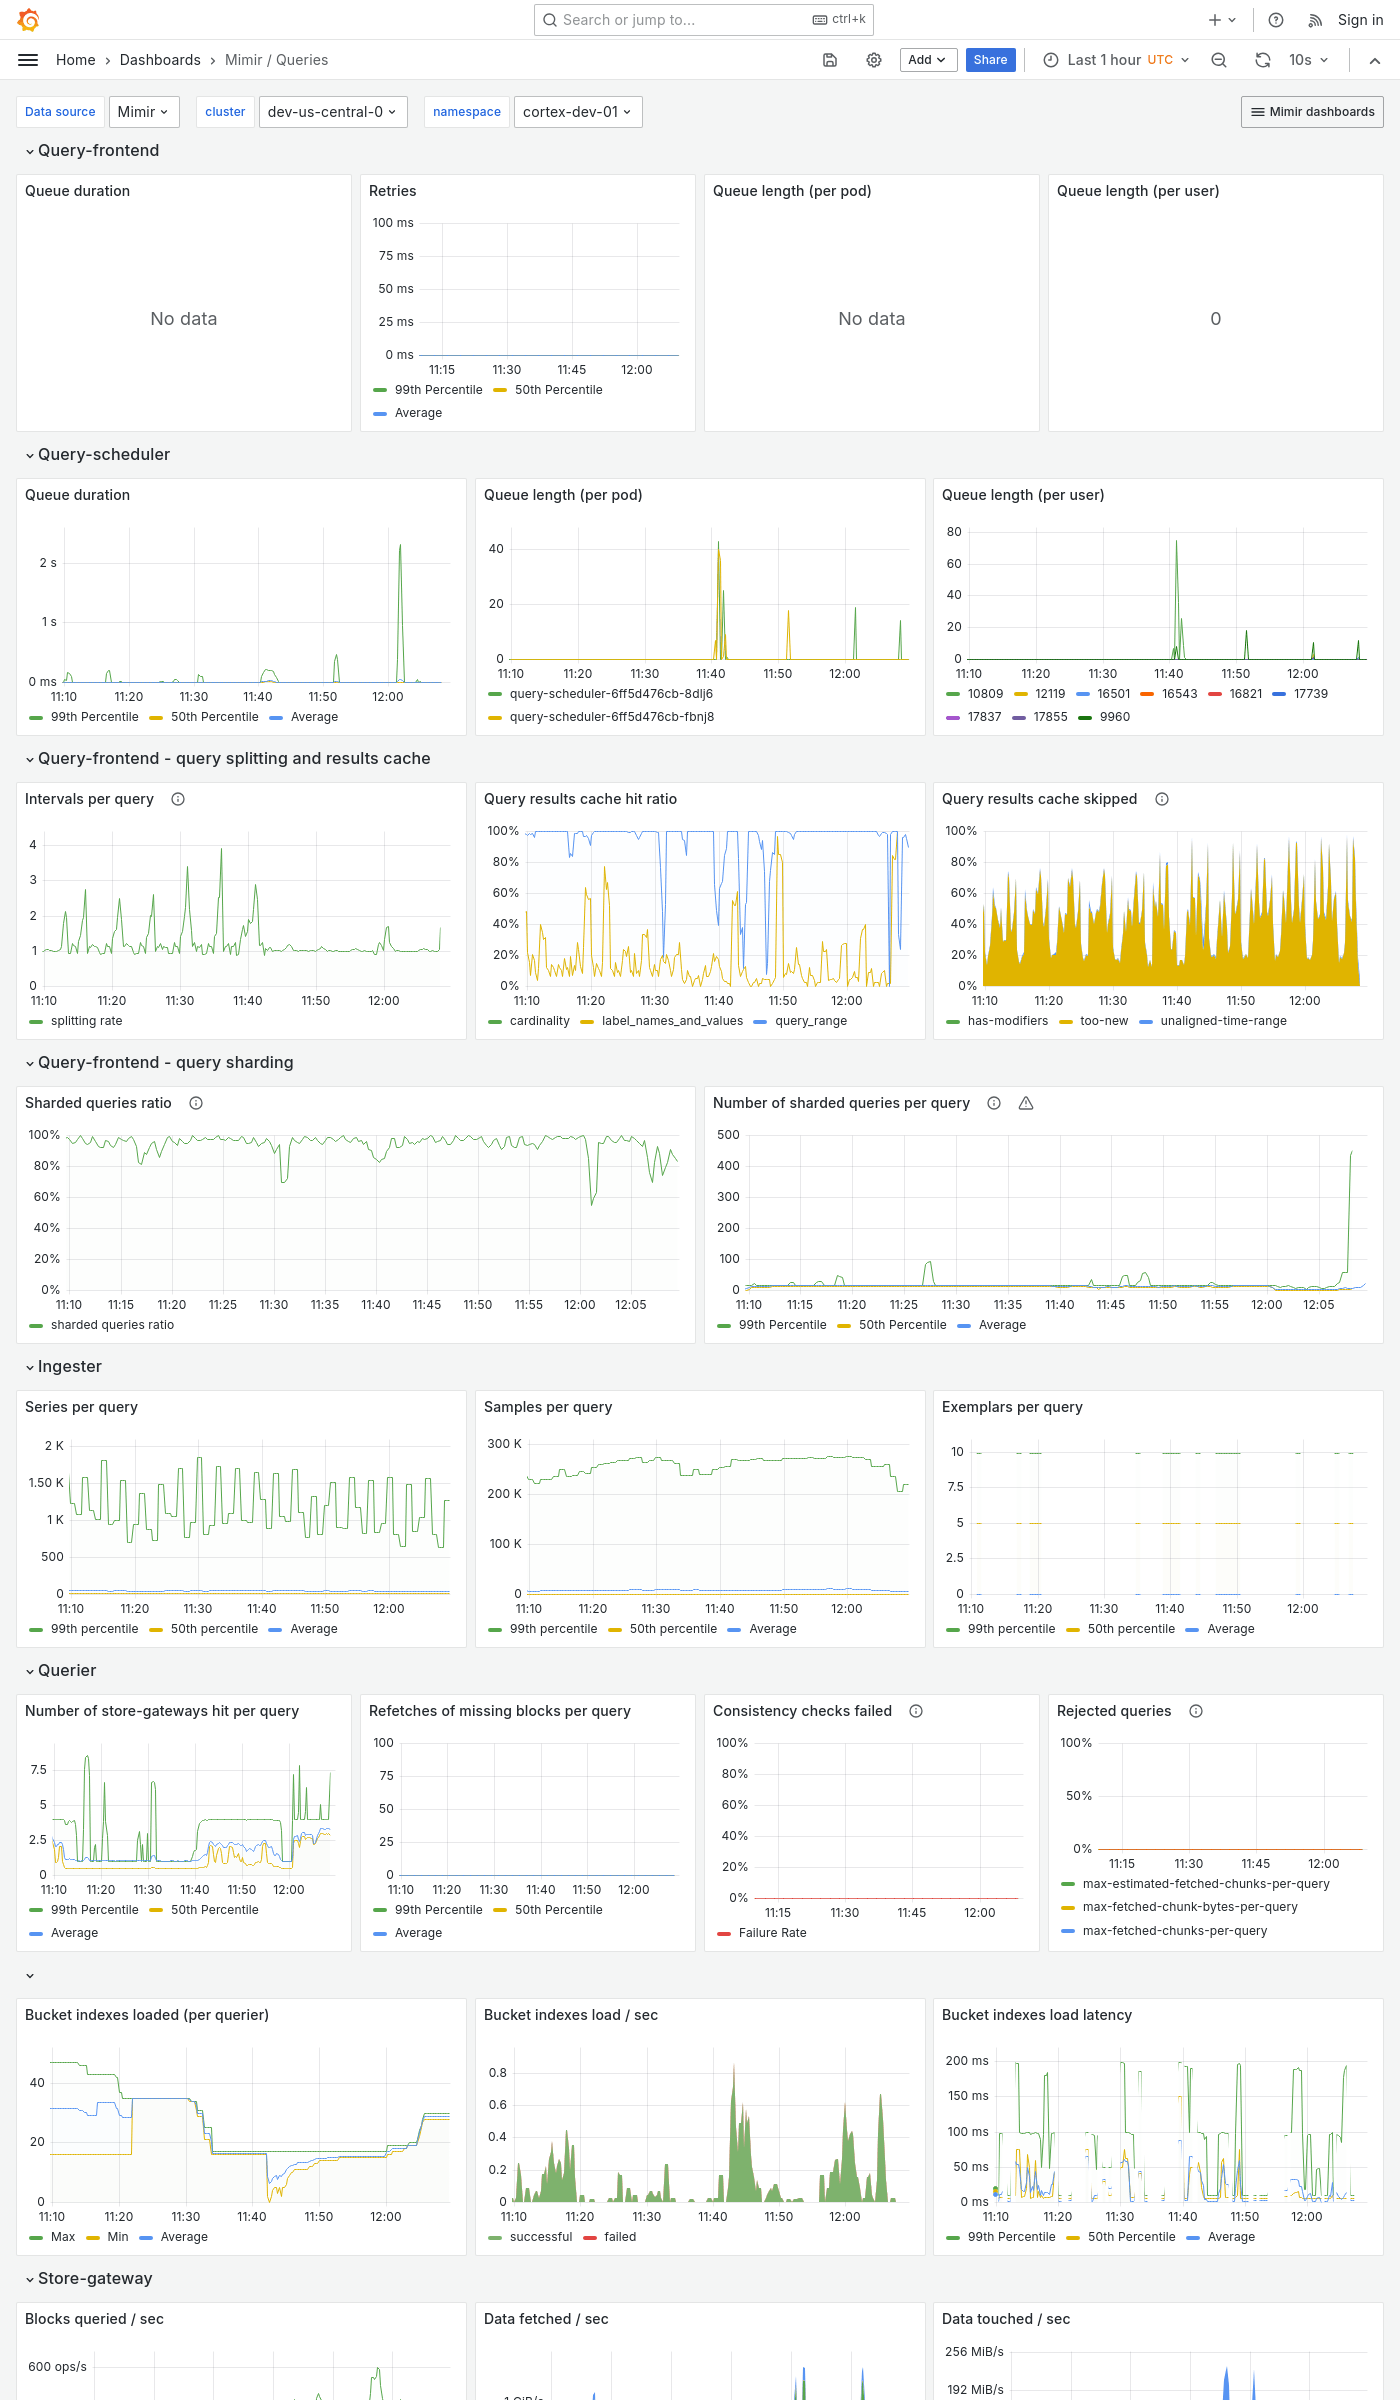 Search or jump to... ctrl+k Sign in
Home › Dashboards › Mimir / Queries Add Share Last 1 hour UTC 10s
Data source Mimir cluster dev-us-central-0 namespace cortex-dev-01 Mimir dashboards
Query-frontend
Queue duration
No data
Retries
100 ms
75 ms
50 ms
25 ms
0 ms
11:15 11:30 11:45 12:00
99th Percentile 50th Percentile
Average
Queue length (per pod)
No data
Queue length (per user)
0
Query-scheduler
Queue duration
2 s
1 s
0 ms
11:10 11:20 11:30 11:40 11:50 12:00
99th Percentile 50th Percentile Average
Queue length (per pod)
40
20
0
11:10 11:20 11:30 11:40 11:50 12:00
query-scheduler-6ff5d476cb-8dlj6
query-scheduler-6ff5d476cb-fbnj8
Queue length (per user)
80
60
40
20
0
11:10 11:20 11:30 11:40 11:50 12:00
10809 12119 16501 16543 16821 17739
17837 17855 9960
Query-frontend - query splitting and results cache
Intervals per query
4
3
2
1
0
11:10 11:20 11:30 11:40 11:50 12:00
splitting rate
Query results cache hit ratio
100%
80%
60%
40%
20%
0%
11:10 11:20 11:30 11:40 11:50 12:00
cardinality label_names_and_values query_range
Query results cache skipped
100%
80%
60%
40%
20%
0%
11:10 11:20 11:30 11:40 11:50 12:00
has-modifiers too-new unaligned-time-range
Query-frontend - query sharding
Sharded queries ratio
100%
80%
60%
40%
20%
0%
11:10 11:15 11:20 11:25 11:30 11:35 11:40 11:45 11:50 11:55 12:00 12:05
sharded queries ratio
Number of sharded queries per query
500
400
300
200
100
0
11:10 11:15 11:20 11:25 11:30 11:35 11:40 11:45 11:50 11:55 12:00 12:05
99th Percentile 50th Percentile Average
Ingester
Series per query
2 K
1.50 K
1 K
500
0
11:10 11:20 11:30 11:40 11:50 12:00
99th percentile 50th percentile Average
Samples per query
300 K
200 K
100 K
0
11:10 11:20 11:30 11:40 11:50 12:00
99th percentile 50th percentile Average
Exemplars per query
10
7.5
5
2.5
0
11:10 11:20 11:30 11:40 11:50 12:00
99th percentile 50th percentile Average
Querier
Number of store-gateways hit per query
7.5
5
2.5
0
11:10 11:20 11:30 11:40 11:50 12:00
99th Percentile 50th Percentile
Average
Refetches of missing blocks per query
100
75
50
25
0
11:10 11:20 11:30 11:40 11:50 12:00
99th Percentile 50th Percentile
Average
Consistency checks failed
100%
80%
60%
40%
20%
0%
11:15 11:30 11:45 12:00
Failure Rate
Rejected queries
100%
50%
0%
11:15 11:30 11:45 12:00
max-estimated-fetched-chunks-per-query
max-fetched-chunk-bytes-per-query
max-fetched-chunks-per-query
Bucket indexes loaded (per querier)
40
20
0
11:10 11:20 11:30 11:40 11:50 12:00
Max Min Average
Bucket indexes load / sec
0.8
0.6
0.4
0.2
0
11:10 11:20 11:30 11:40 11:50 12:00
successful failed
Bucket indexes load latency
200 ms
150 ms
100 ms
50 ms
0 ms
11:10 11:20 11:30 11:40 11:50 12:00
99th Percentile 50th Percentile Average
Store-gateway
Blocks queried / sec
600 ops/s
Data fetched / sec
Data touched / sec
256 MiB/s
192 MiB/s